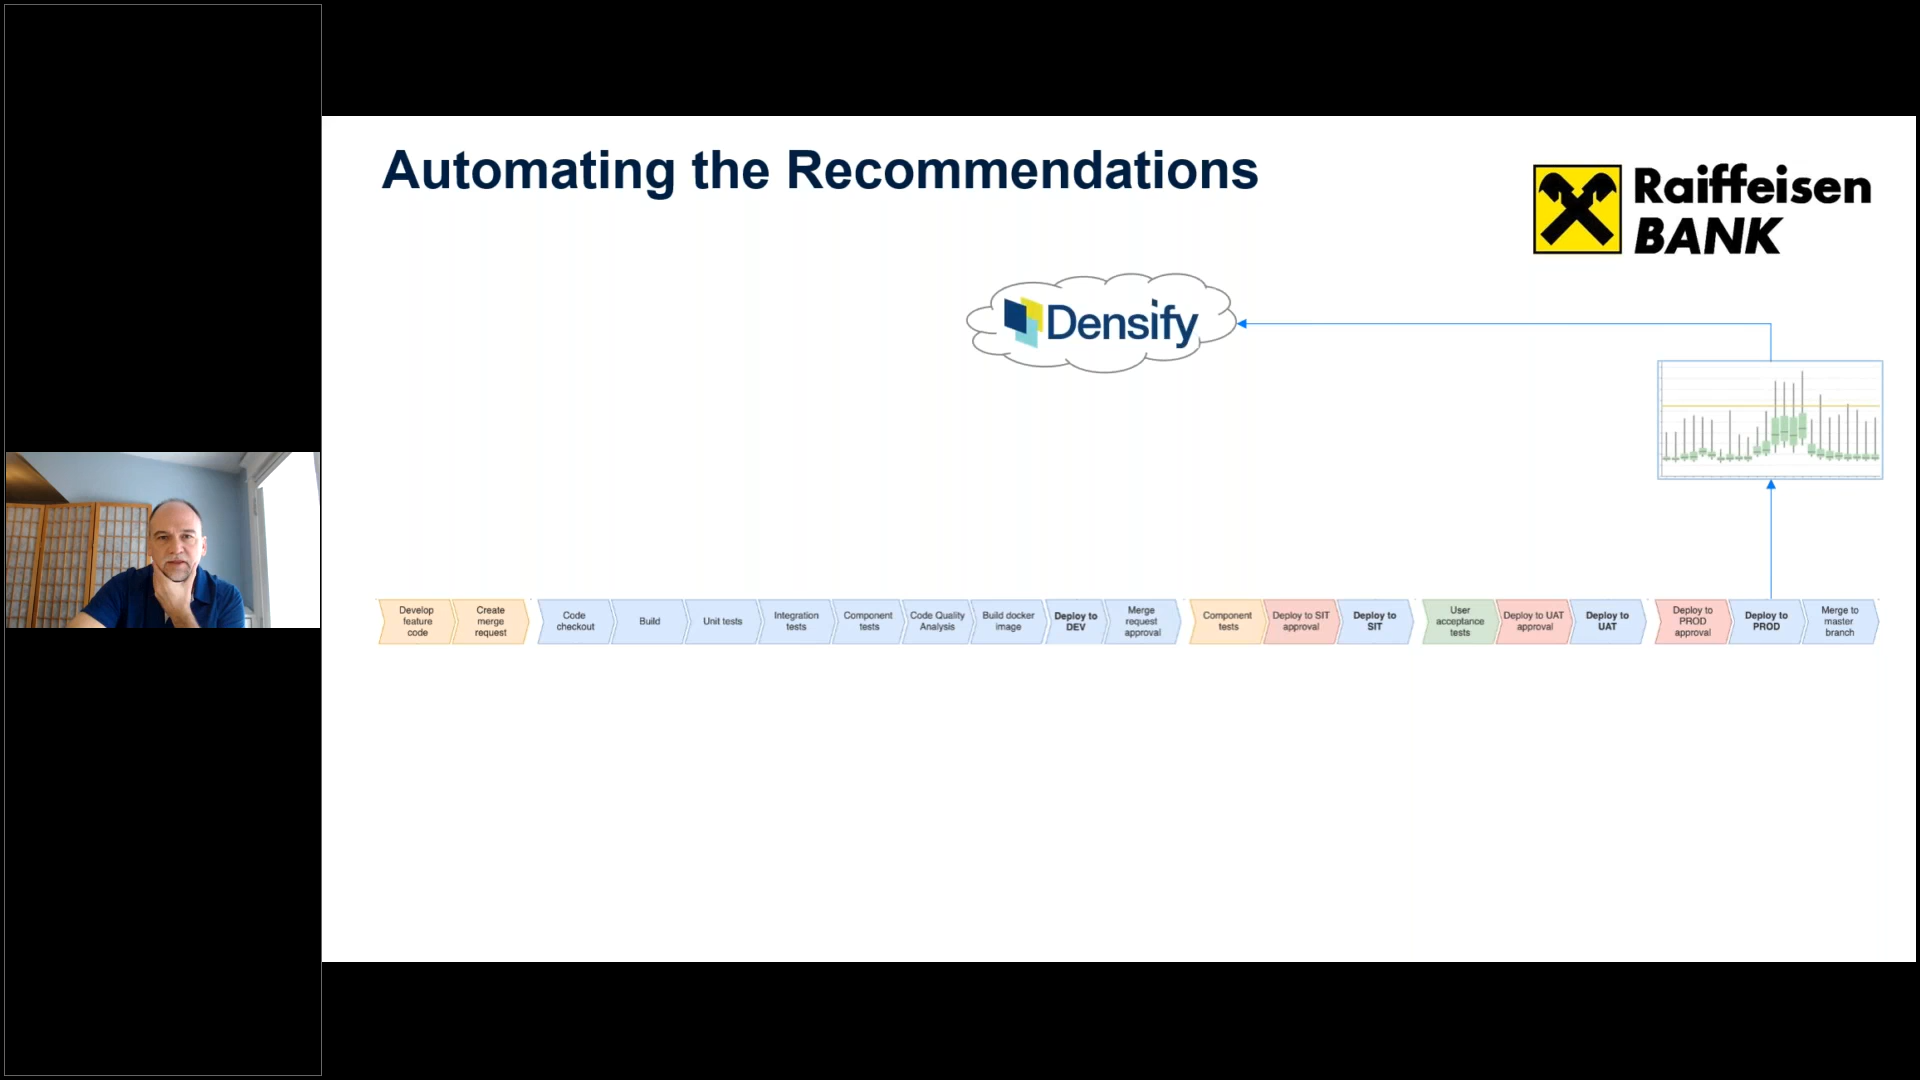 Automating the Recommendations
Raiffeisen
BANK
Densify
Develop
feature
code
Create
merge
request
Code
checkout
Build
Unit tests
Integration
tests
Component
tests
Code Quality
Analysis
Build docker
image
Deploy to
DEV
Merge
request
approval
Component
tests
Deploy to SIT
approval
Deploy to
SIT
User
acceptance
tests
Deploy to UAT
approval
Deploy to
UAT
Deploy to
PROD
approval
Deploy to
PROD
Merge to
master
branch